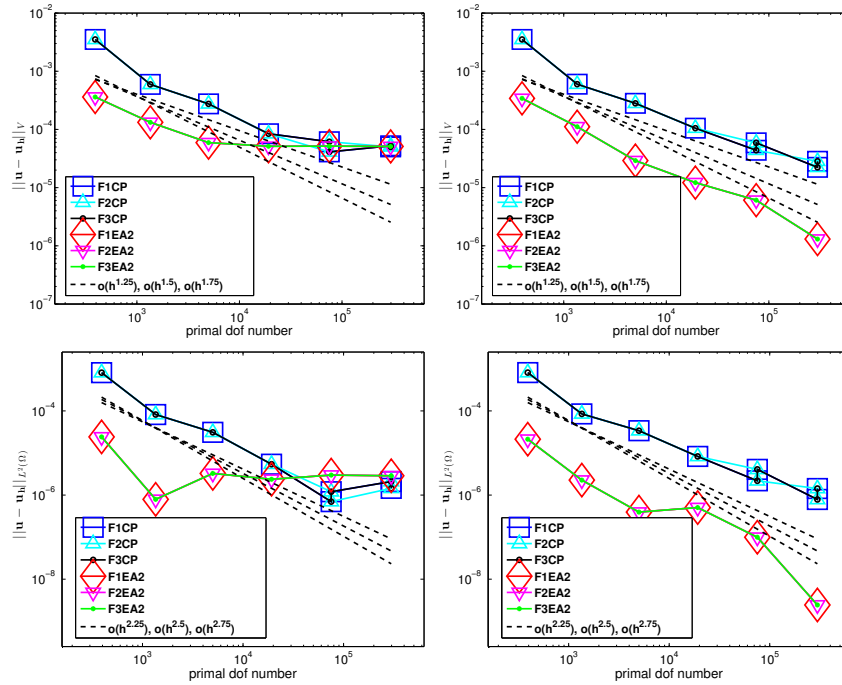 10^-2
10^-3
10^-4
10^-5
10^-6
10^-7
||u − u_h||_V
F1CP
F2CP
F3CP
F1EA2
F2EA2
F3EA2
o(h^1.25), o(h^1.5), o(h^1.75)
10^3
10^4
10^5
primal dof number
10^-2
10^-3
10^-4
10^-5
10^-6
10^-7
||u − u_h||_V
F1CP
F2CP
F3CP
F1EA2
F2EA2
F3EA2
o(h^1.25), o(h^1.5), o(h^1.75)
10^3
10^4
10^5
primal dof number
10^-4
10^-6
10^-8
||u − u_h||_L^2(Ω)
F1CP
F2CP
F3CP
F1EA2
F2EA2
F3EA2
o(h^2.25), o(h^2.5), o(h^2.75)
10^3
10^4
10^5
primal dof number
10^-4
10^-6
10^-8
||u − u_h||_L^2(Ω)
F1CP
F2CP
F3CP
F1EA2
F2EA2
F3EA2
o(h^2.25), o(h^2.5), o(h^2.75)
10^3
10^4
10^5
primal dof number